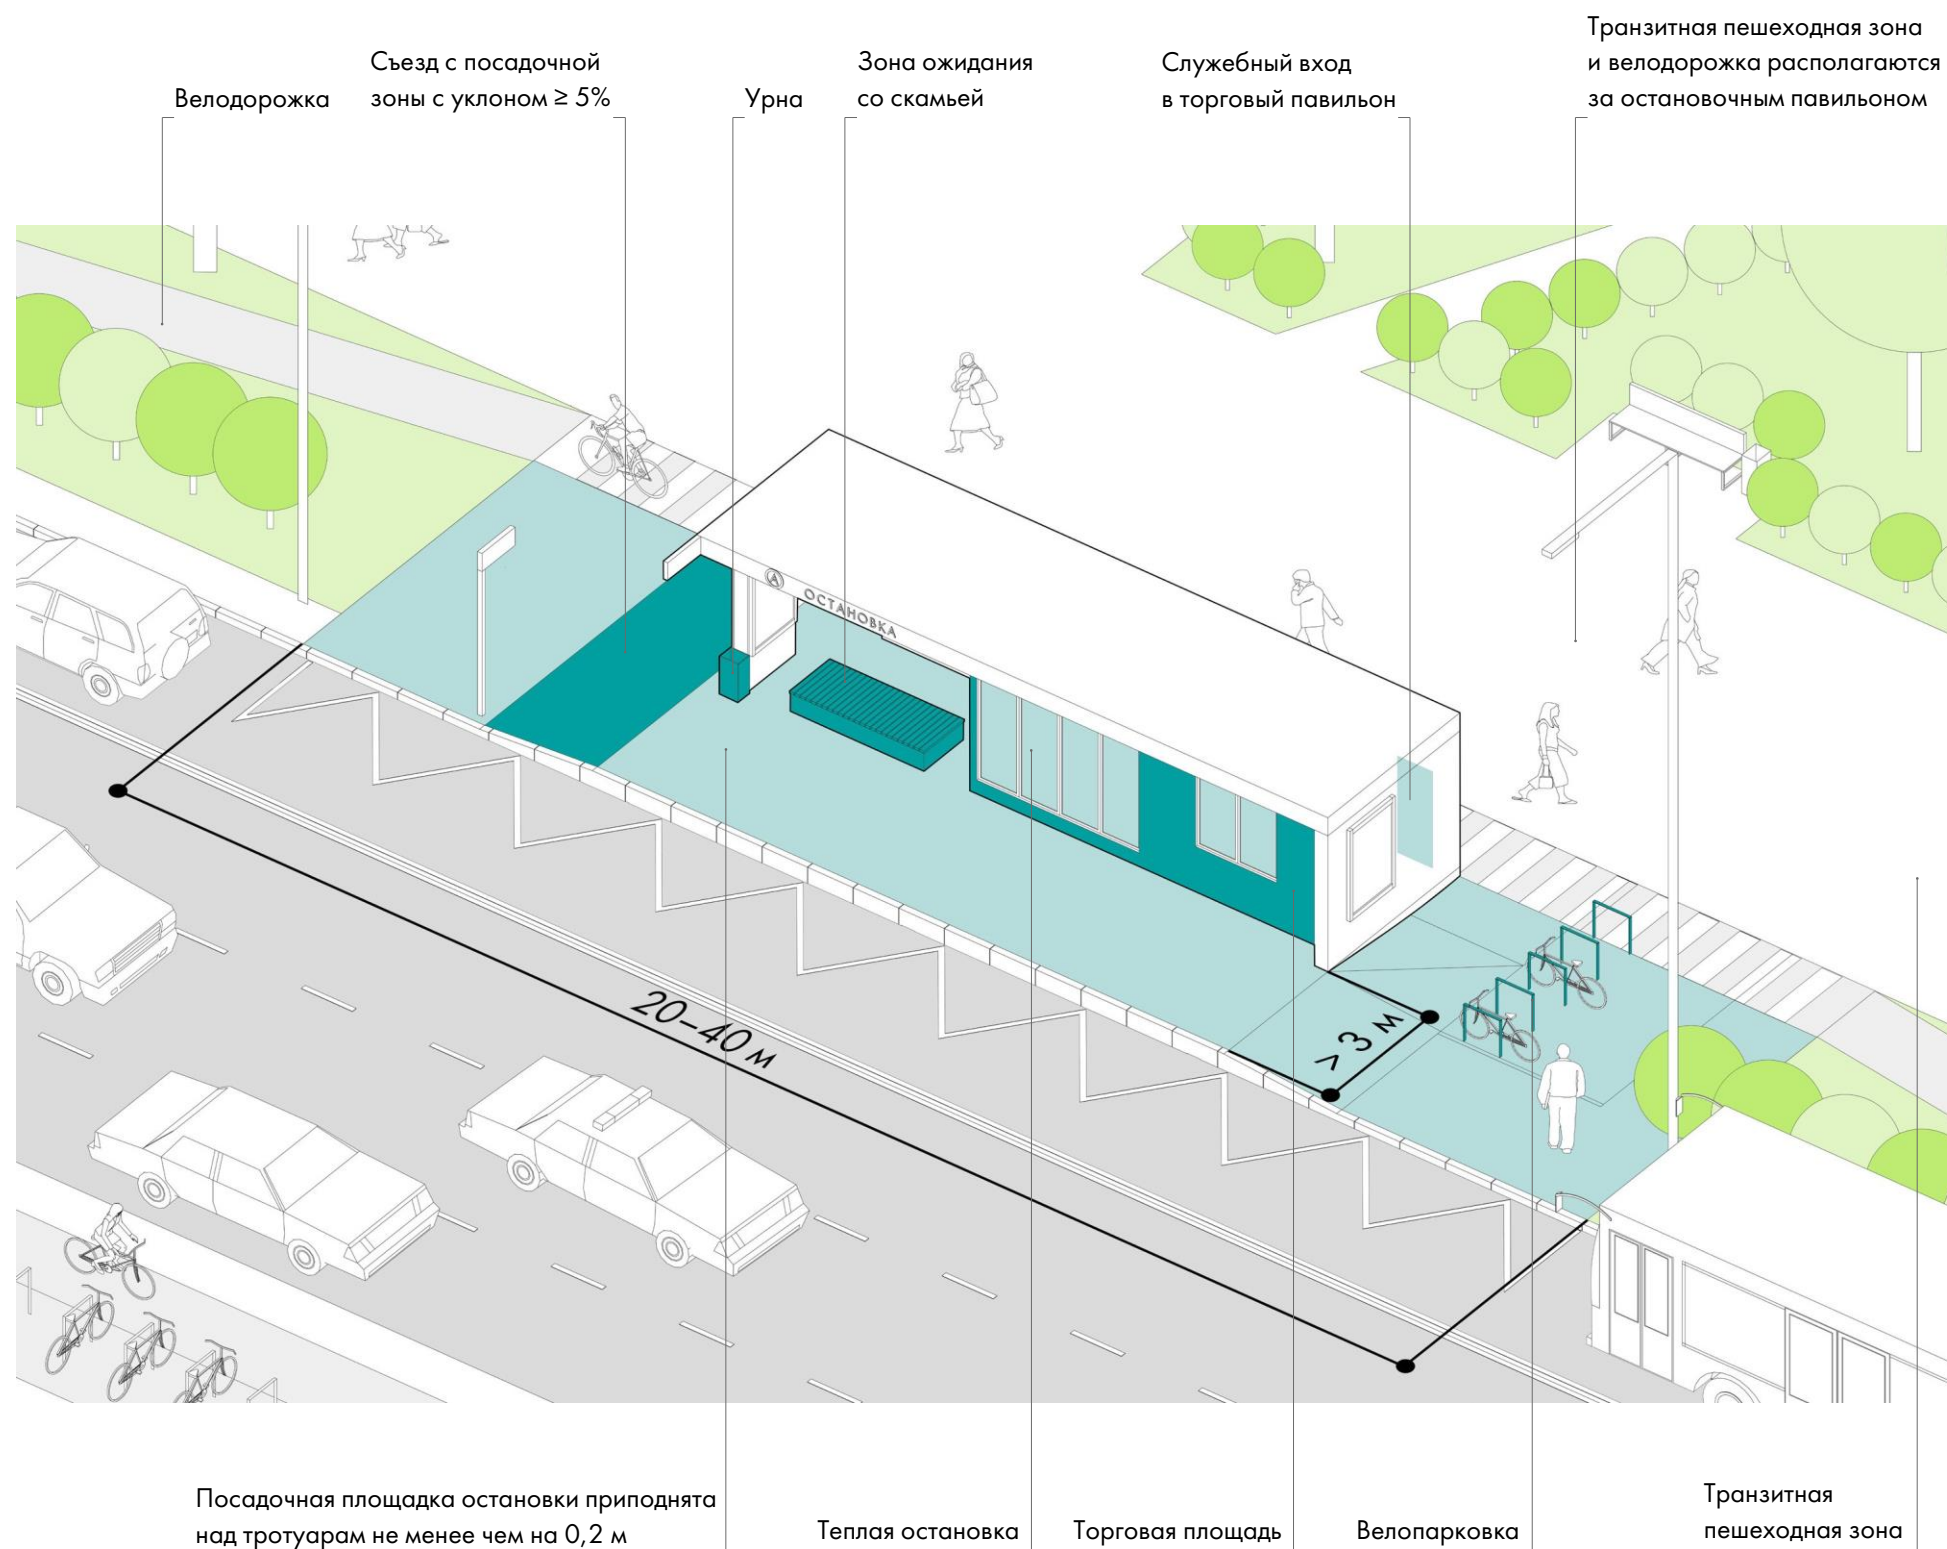 Транзитная пешеходная зона
и велодорожка располагаются
за остановочным павильоном
Съезд с посадочной
зоны с уклоном ≥ 5%
Зона ожидания
со скамьей
Служебный вход
в торговый павильон
Велодорожка
Урна
А
ОСТАНОВКА
20–40 м
> 3 м
Посадочная площадка остановки приподнята
над тротуарам не менее чем на 0,2 м
Теплая остановка
Торговая площадь
Велопарковка
Транзитная
пешеходная зона